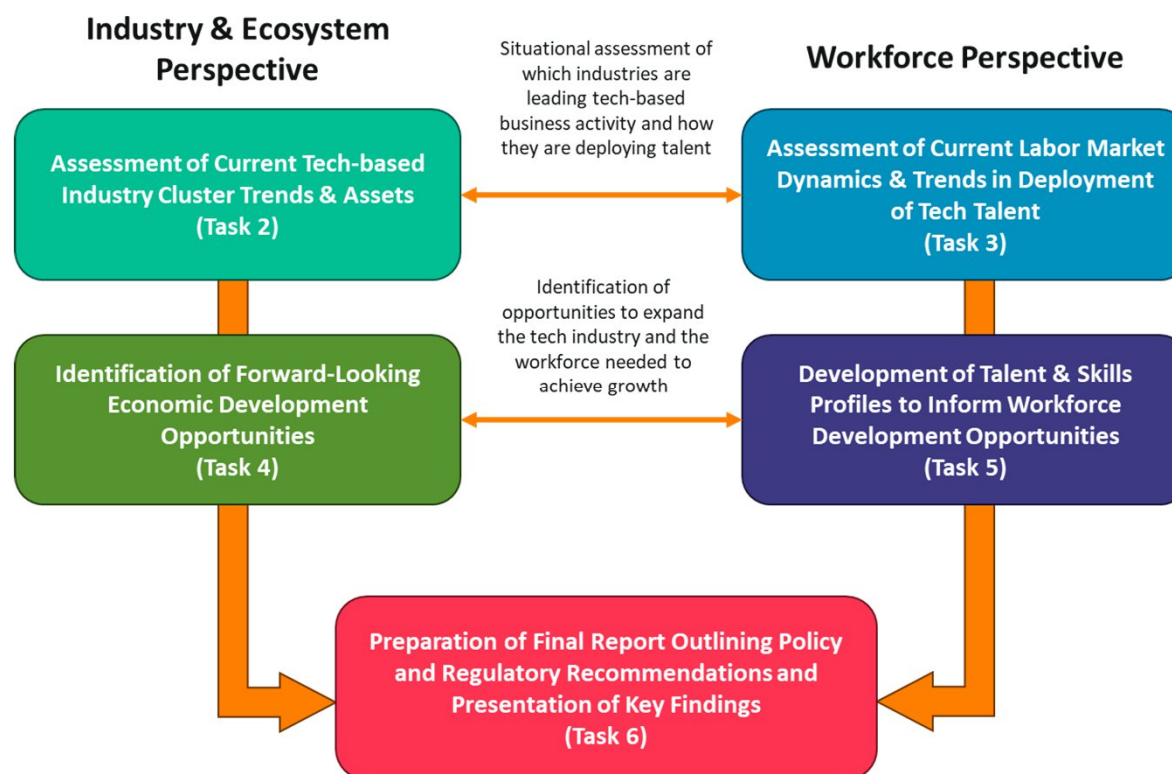 Industry & Ecosystem
Perspective
Situational assessment of
which industries are
leading tech-based
business activity and how
they are deploying talent
Workforce Perspective
Assessment of Current Tech-based
Industry Cluster Trends & Assets
(Task 2)
Assessment of Current Labor Market
Dynamics & Trends in Deployment
of Tech Talent
(Task 3)
Identification of
opportunities to expand
the tech industry and the
workforce needed to
achieve growth
Identification of Forward-Looking
Economic Development
Opportunities
(Task 4)
Development of Talent & Skills
Profiles to Inform Workforce
Development Opportunities
(Task 5)
Preparation of Final Report Outlining Policy
and Regulatory Recommendations and
Presentation of Key Findings
(Task 6)